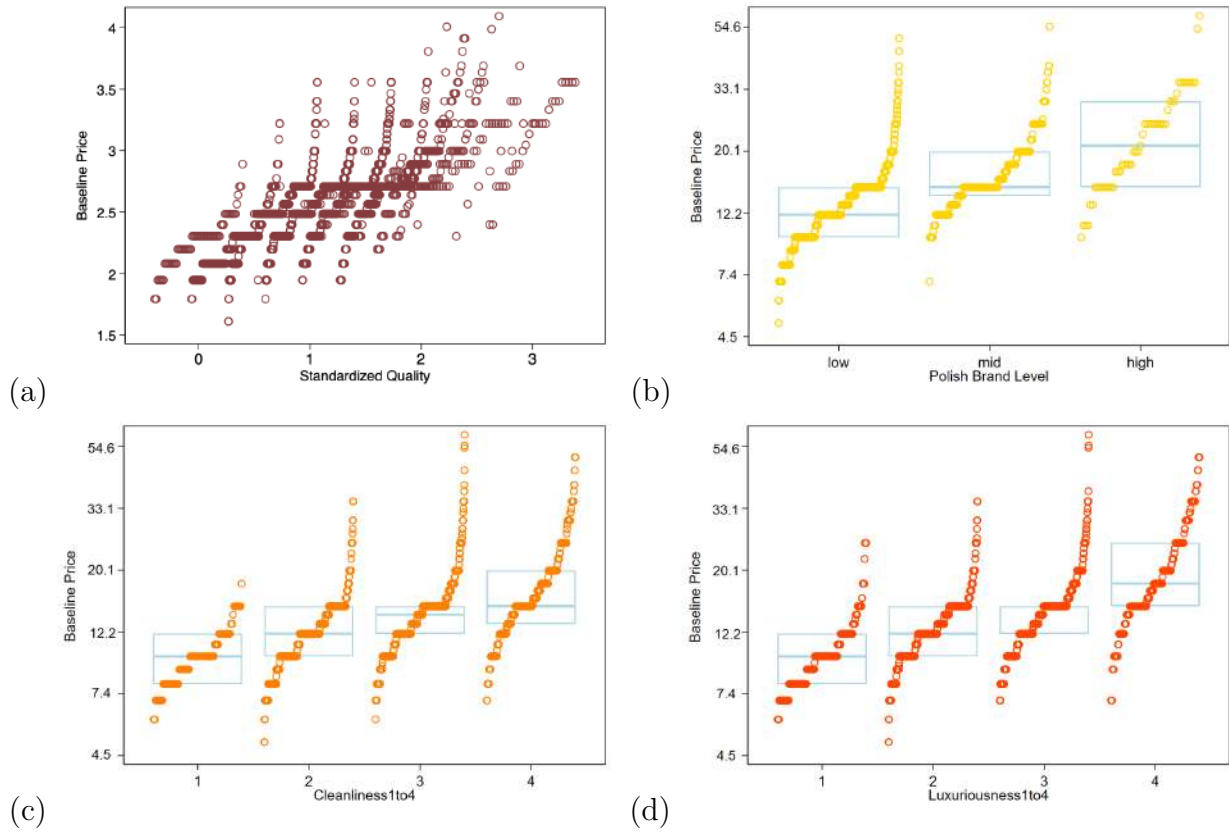 4
3.5
3
2.5
2
1.5
Baseline Price
0 1 2 3
Standardized Quality
(a)
54.6
33.1
20.1
12.2
7.4
4.5
Baseline Price
low mid high
Polish Brand Level
(b)
54.6
33.1
20.1
12.2
7.4
4.5
Baseline Price
1 2 3 4
Cleanliness1to4
(c)
54.6
33.1
20.1
12.2
7.4
4.5
Baseline Price
1 2 3 4
Luxuriousness1to4
(d)